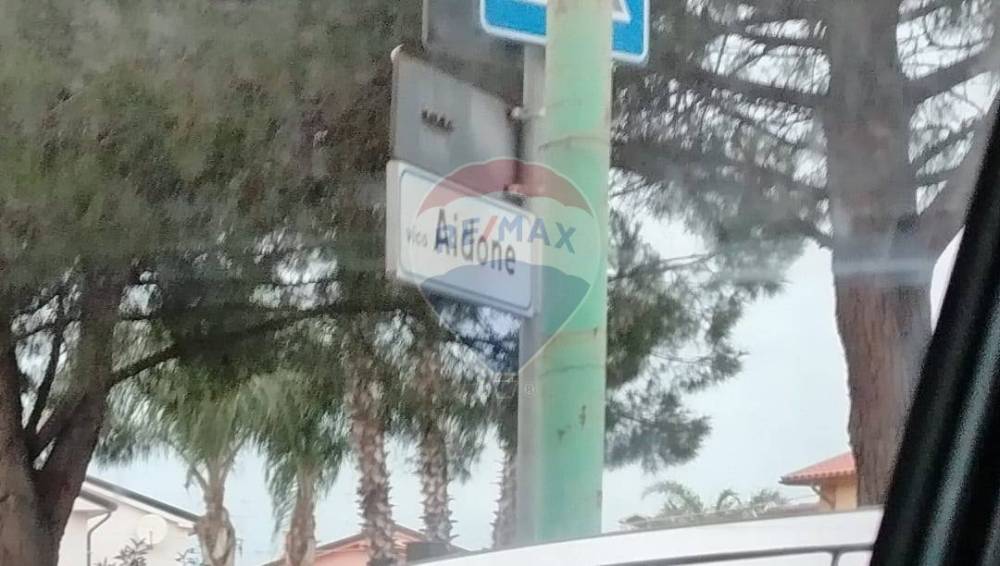 vico Aidone
RE/MAX